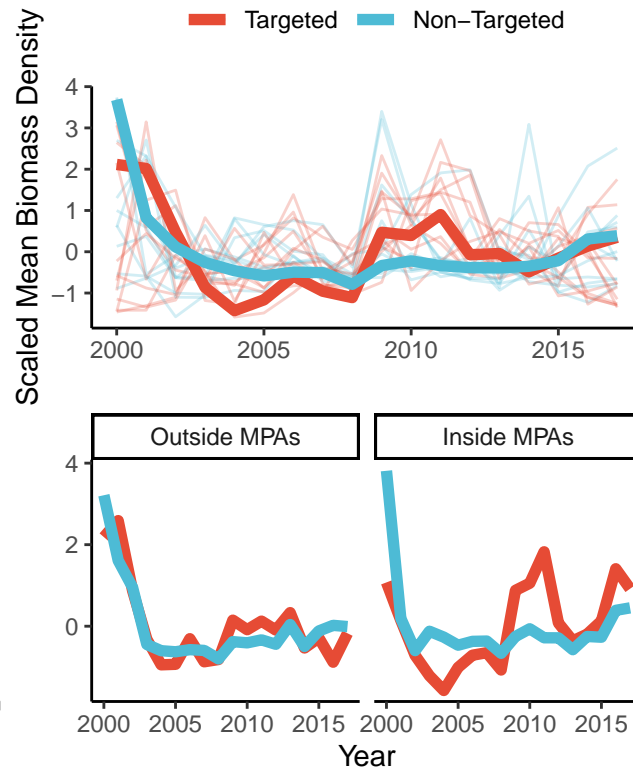 Targeted Non−Targeted
Scaled Mean Biomass Density
4
3
2
1
0
−1
2000 2005 2010 2015
Outside MPAs Inside MPAs
4
2
0
2000 2005 2010 2015 2000 2005 2010 2015
Year